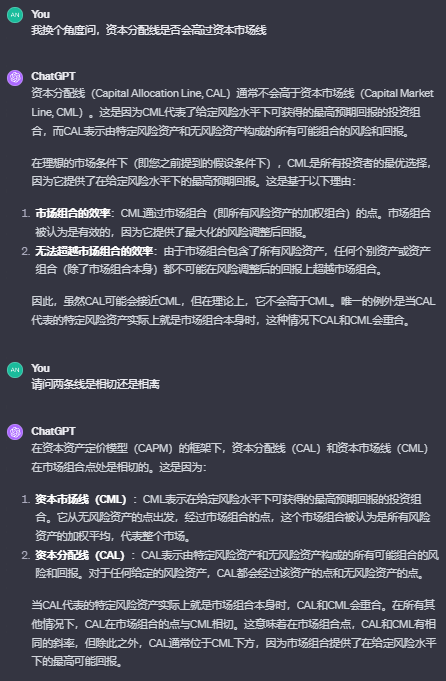 AN You
我换个角度问，资本分配线是否会高过资本市场线
ChatGPT
资本分配线（Capital Allocation Line, CAL）通常不会高于资本市场线（Capital Market
Line, CML）。这是因为CML代表了给定风险水平下可获得的最高预期回报的投资组
合，而CAL表示由特定风险资产和无风险资产构成的所有可能组合的风险和回报。
在理想的市场条件下（即您之前提到的假设条件下），CML是所有投资者的最优选择，
因为它提供了在给定风险水平下的最高预期回报。这是基于以下理由：
1. 市场组合的效率：CML通过市场组合（即所有风险资产的加权组合）的点。市场组合
被认为是有效的，因为它提供了最大化的风险调整后回报。
2. 无法超越市场组合的效率：由于市场组合包含了所有风险资产，任何个别资产或资产
组合（除了市场组合本身）都不可能在风险调整后的回报上超越市场组合。
因此，虽然CAL可能会接近CML，但在理论上，它不会高于CML。唯一的例外是当CAL
代表的特定风险资产实际上就是市场组合本身时，这种情况下CAL和CML会重合。
AN You
请问两条线是相切还是相离
ChatGPT
在资本资产定价模型（CAPM）的框架下，资本分配线（CAL）和资本市场线（CML）
在市场组合点处是相切的。这是因为：
1. 资本市场线（CML）：CML表示在给定风险水平下可获得的最高预期回报的投资组
合。它从无风险资产的点出发，经过市场组合的点，这个市场组合被认为是所有风险
资产的加权平均，代表整个市场。
2. 资本分配线（CAL）：CAL表示由特定风险资产和无风险资产构成的所有可能组合的风
险和回报。对于任何给定的风险资产，CAL都会经过该资产的点和无风险资产的点。
当CAL代表的特定风险资产实际上就是市场组合本身时，CAL和CML会重合。在所有其
他情况下，CAL在市场组合的点与CML相切。这意味着在市场组合点，CAL和CML有相
同的斜率，但除此之外，CAL通常位于CML下方，因为市场组合提供了在给定风险水平
下的最高可能回报。